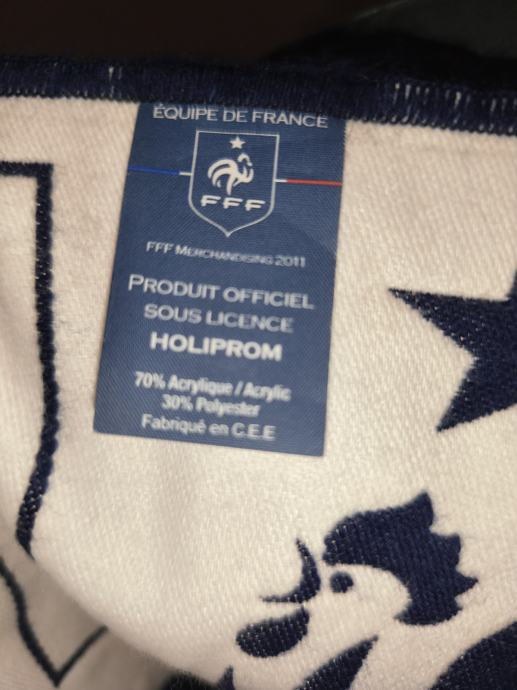 ÉQUIPE DE FRANCE
FFF
FFF MERCHANDISING 2011
PRODUIT OFFICIEL
SOUS LICENCE
HOLIPROM
70% Acrylique / Acrylic
30% Polyester
Fabriqué en C.E.E